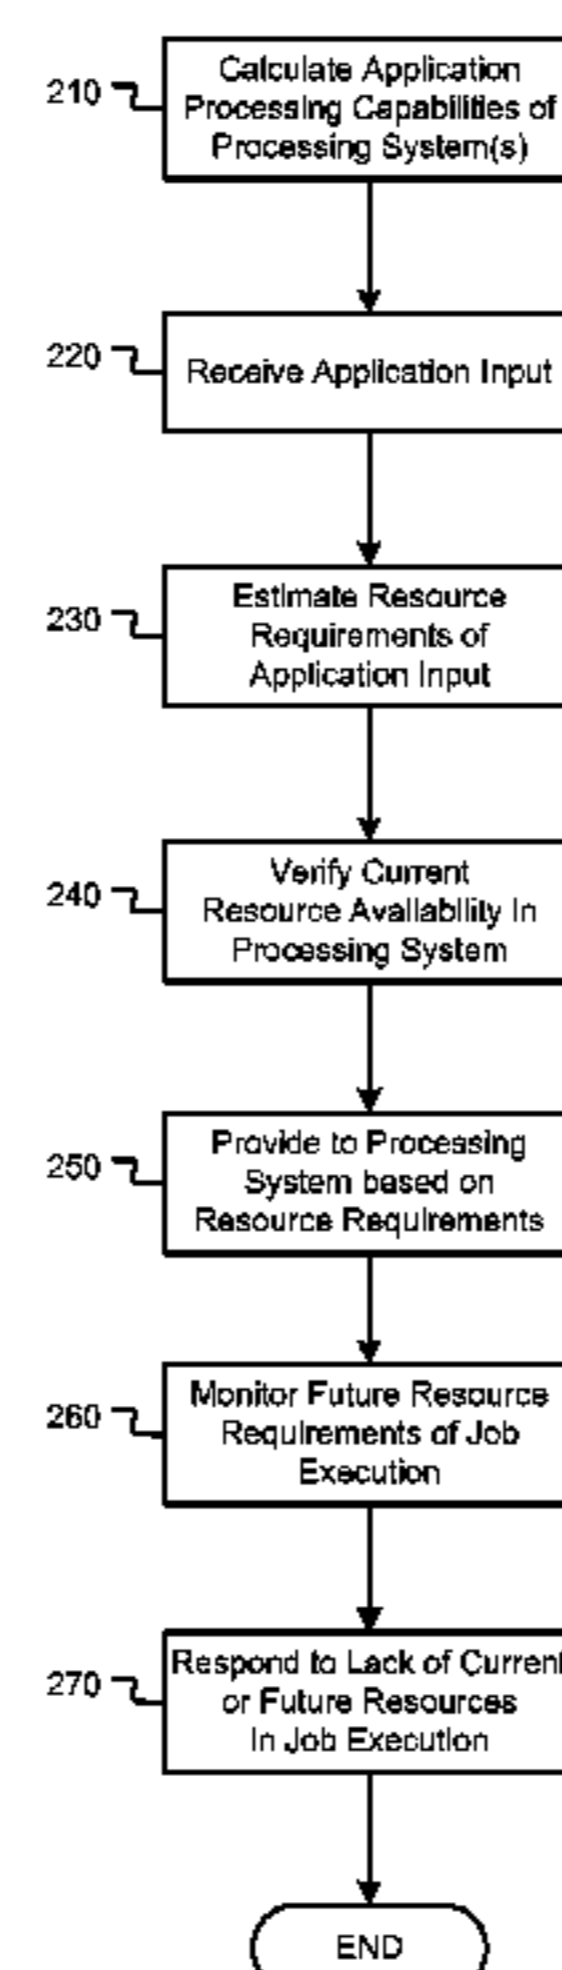 Calculate Application
210
Processing Capabilities of
Processing System(s)
220
Receive Application Input
Estimate Resource
230
Requirements of
Application Input
Verify Current
240
Resource Availability in
Processing System
Provide to Processing
250
System based on
Resource Requirements
Monitor Future Resource
260
Requirements of Job
Execution
Respond to Lack of Current
270
or Future Resources
in Job Execution
END